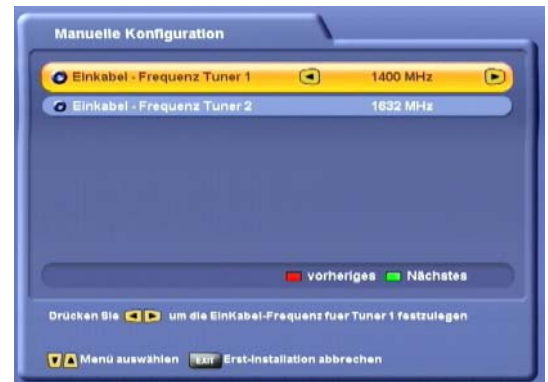 Manuelle Konfiguration
Einkabel - Frequenz Tuner 1 1400 MHz
Einkabel - Frequenz Tuner 2 1632 MHz
vorheriges Nächstes
Drücken Sie um die EinKabel-Frequenz fuer Tuner 1 festzulegen
Menü auswählen EXIT Erst-Installation abbrechen